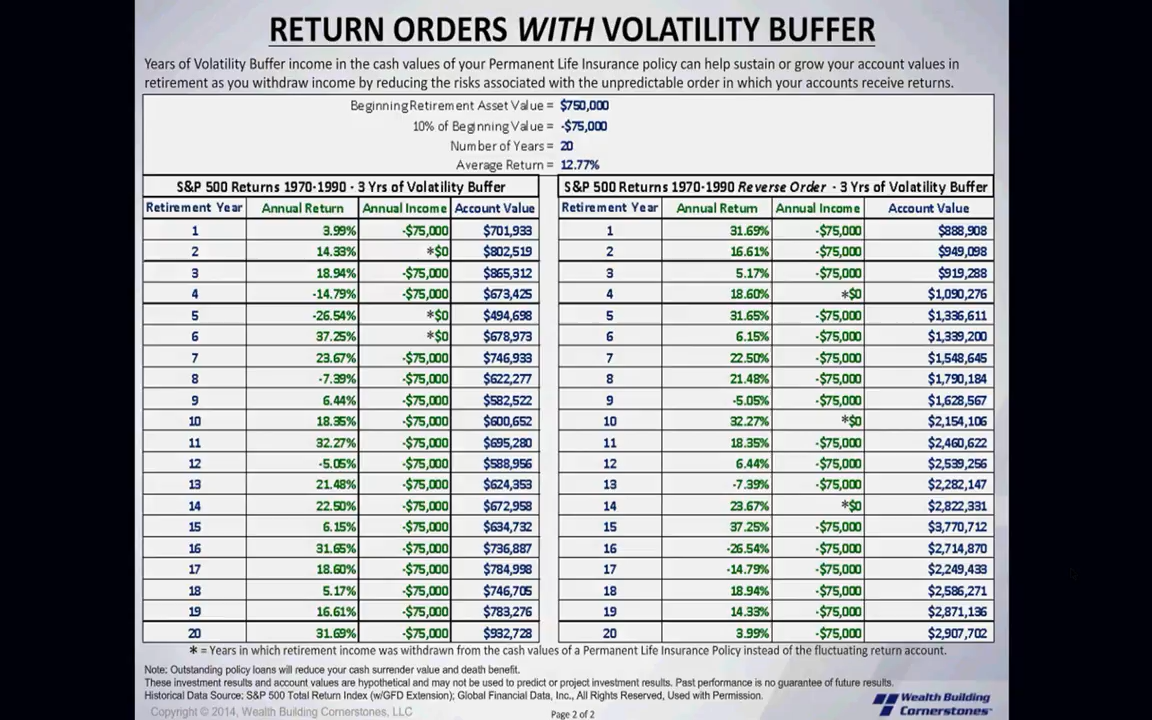 RETURN ORDERS WITH VOLATILITY BUFFER
Years of Volatility Buffer income in the cash values of your Permanent Life Insurance policy can help sustain or grow your account values in
retirement as you withdraw income by reducing the risks associated with the unpredictable order in which your accounts receive returns.
Beginning Retirement Asset Value = $750,000
10% of Beginning Value = -$75,000
Number of Years = 20
Average Return = 12.77%
S&P 500 Returns 1970-1990 - 3 Yrs of Volatility Buffer S&P 500 Returns 1970-1990 Reverse Order - 3 Yrs of Volatility Buffer
Retirement Year Annual Return Annual Income Account Value Retirement Year Annual Return Annual Income Account Value
1 3.99% -$75,000 $701,933 1 31.69% -$75,000 $888,908
2 14.33% *$0 $802,519 2 16.61% -$75,000 $949,098
3 18.94% -$75,000 $865,312 3 5.17% -$75,000 $919,288
4 -14.79% -$75,000 $673,425 4 18.60% *$0 $1,090,276
5 -26.54% *$0 $494,698 5 31.65% -$75,000 $1,336,611
6 37.25% *$0 $678,973 6 6.15% -$75,000 $1,339,200
7 23.67% -$75,000 $746,933 7 22.50% -$75,000 $1,548,645
8 -7.39% -$75,000 $622,277 8 21.48% -$75,000 $1,790,184
9 6.44% -$75,000 $582,522 9 -5.05% -$75,000 $1,628,567
10 18.35% -$75,000 $600,652 10 32.27% *$0 $2,154,106
11 32.27% -$75,000 $695,280 11 18.35% -$75,000 $2,460,622
12 -5.05% -$75,000 $588,956 12 6.44% -$75,000 $2,539,256
13 21.48% -$75,000 $624,353 13 -7.39% -$75,000 $2,282,147
14 22.50% -$75,000 $672,958 14 23.67% *$0 $2,822,331
15 6.15% -$75,000 $634,732 15 37.25% -$75,000 $3,770,712
16 31.65% -$75,000 $736,887 16 -26.54% -$75,000 $2,714,870
17 18.60% -$75,000 $784,998 17 -14.79% -$75,000 $2,249,433
18 5.17% -$75,000 $746,705 18 18.94% -$75,000 $2,586,271
19 16.61% -$75,000 $783,276 19 14.33% -$75,000 $2,871,136
20 31.69% -$75,000 $932,728 20 3.99% -$75,000 $2,907,702
* = Years in which retirement income was withdrawn from the cash values of a Permanent Life Insurance Policy instead of the fluctuating return account.
Note: Outstanding policy loans will reduce your cash surrender value and death benefit.
These investment results and account values are hypothetical and may not be used to predict or project investment results. Past performance is no guarantee of future results.
Historical Data Source: S&P 500 Total Return Index (w/GFD Extension); Global Financial Data, Inc., All Rights Reserved, Used with Permission.
Copyright © 2014, Wealth Building Cornerstones, LLC
Page 2 of 2
Wealth Building
Cornerstones